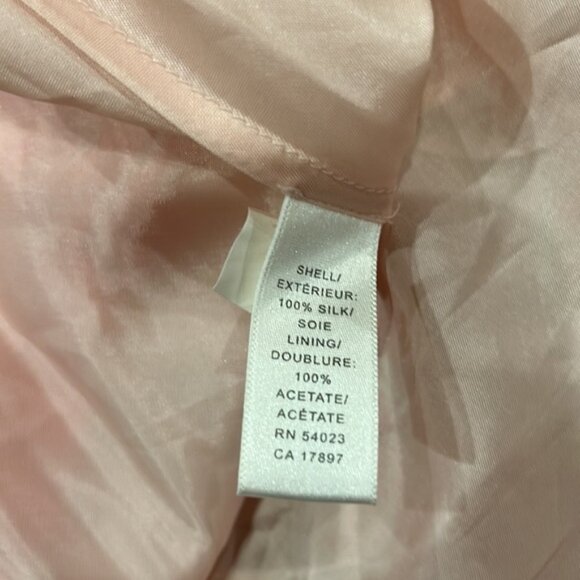 SHELL/
EXTÉRIEUR:
100% SILK/
SOIE
LINING/
DOUBLURE:
100%
ACETATE/
ACÉTATE
RN 54023
CA 17897